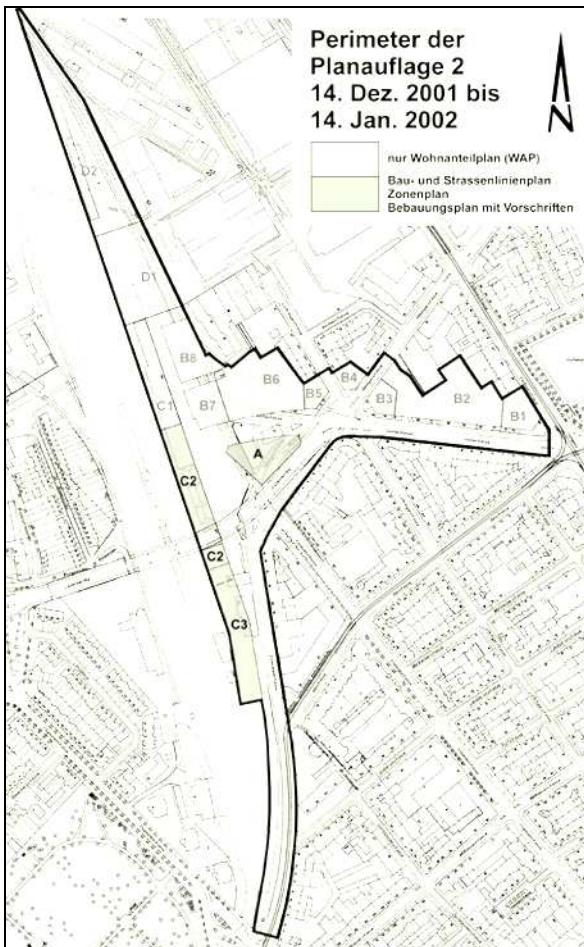 Perimeter der
Planauflage 2
14. Dez. 2001 bis
14. Jan. 2002
N
nur Wohnanteilplan (WAP)
Bau- und Strassenlinienplan
Zonenplan
Bebauungsplan mit Vorschriften
D2
D1
B8
B6
B4
B5
B3
B2
B7
C1
B1
A
C2
C2
C3